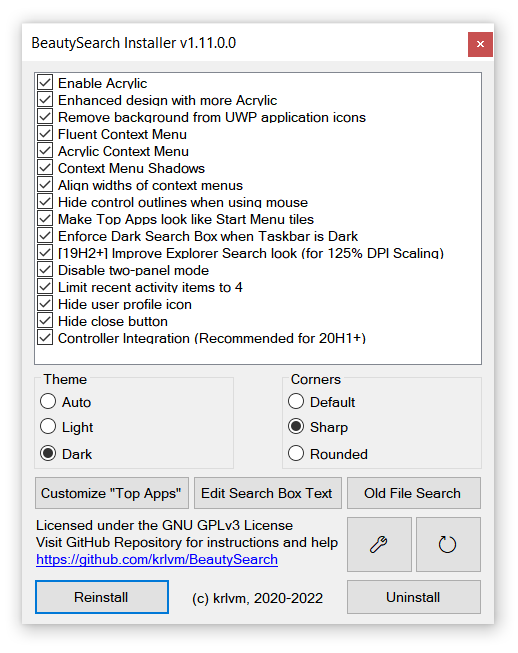 BeautySearch Installer v1.11.0.0
Enable Acrylic
Enhanced design with more Acrylic
Remove background from UWP application icons
Fluent Context Menu
Acrylic Context Menu
Context Menu Shadows
Align widths of context menus
Hide control outlines when using mouse
Make Top Apps look like Start Menu tiles
Enforce Dark Search Box when Taskbar is Dark
[19H2+] Improve Explorer Search look (for 125% DPI Scaling)
Disable two-panel mode
Limit recent activity items to 4
Hide user profile icon
Hide close button
Controller Integration (Recommended for 20H1+)
Theme
Auto
Light
Dark
Corners
Default
Sharp
Rounded
Customize "Top Apps"
Edit Search Box Text
Old File Search
Licensed under the GNU GPLv3 License
Visit GitHub Repository for instructions and help
https://github.com/krlvm/BeautySearch
Reinstall
(c) krlvm, 2020-2022
Uninstall